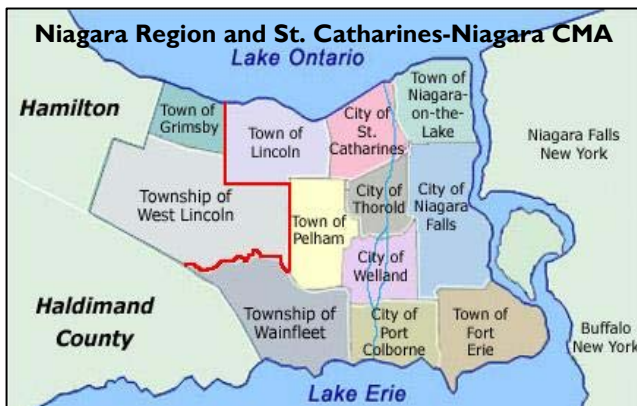 Niagara Region and St. Catharines-Niagara CMA
Lake Ontario
Hamilton
Town of
Grimsby
Town of
Lincoln
City of
St.
Catharines
Town of
Niagara-
on-the-
Lake
Niagara Falls
New York
Township of
West Lincoln
Town of
Pelham
City of
Thorold
City of
Niagara
Falls
City of
Welland
Haldimand
County
Township of
Wainfleet
City of
Port
Colborne
Town of
Fort
Erie
Buffalo
New York
Lake Erie